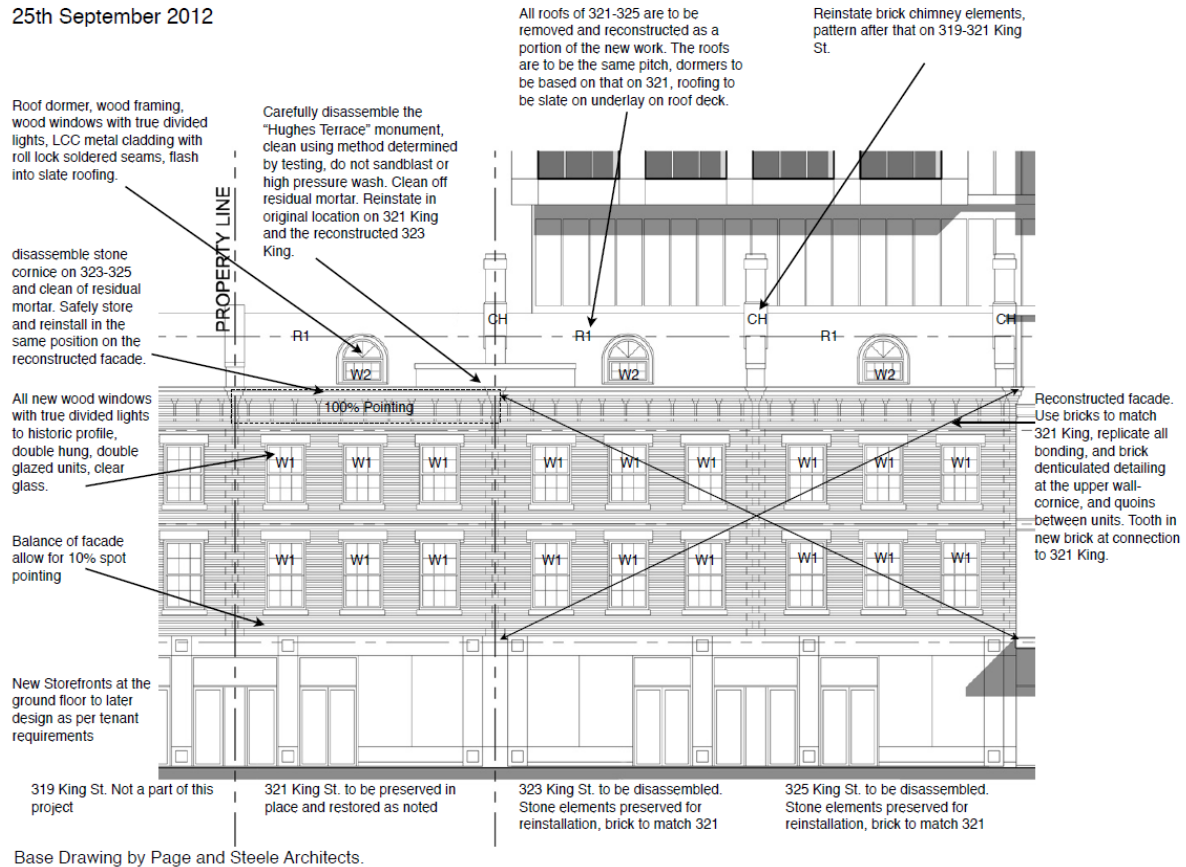 25th September 2012
All roofs of 321-325 are to be
removed and reconstructed as a
portion of the new work. The roofs
are to be the same pitch, dormers to
be based on that on 321, roofing to
be slate on underlay on roof deck.
Reinstate brick chimney elements,
pattern after that on 319-321 King
St.
Roof dormer, wood framing,
wood windows with true divided
lights, LCC metal cladding with
roll lock soldered seams, flash
into slate roofing.
Carefully disassemble the
“Hughes Terrace” monument,
clean using method determined
by testing, do not sandblast or
high pressure wash. Clean off
residual mortar. Reinstate in
original location on 321 King
and the reconstructed 323
King.
PROPERTY LINE
disassemble stone
cornice on 323-325
and clean of residual
mortar. Safely store
and reinstall in the
same position on the
reconstructed facade.
CH
CH
CH
R1
R1
R1
W2
W2
W2
100% Pointing
All new wood windows
with true divided lights
to historic profile,
double hung, double
glazed units, clear
glass.
Reconstructed facade.
Use bricks to match
321 King, replicate all
bonding, and brick
denticulated detailing
at the upper wall-
cornice, and quoins
between units. Tooth in
new brick at connection
to 321 King.
W1 W1 W1 W1 W1 W1 W1 W1 W1
Balance of facade
allow for 10% spot
pointing
W1 W1 W1 W1 W1 W1 W1 W1 W1
New Storefronts at the
ground floor to later
design as per tenant
requirements
319 King St. Not a part of this
project
321 King St. to be preserved in
place and restored as noted
323 King St. to be disassembled.
Stone elements preserved for
reinstallation, brick to match 321
325 King St. to be disassembled.
Stone elements preserved for
reinstallation, brick to match 321
Base Drawing by Page and Steele Architects.